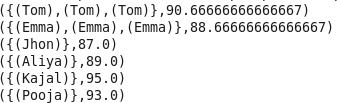 ({(Tom),(Tom),(Tom)},90.66666666666667)
({(Emma),(Emma),(Emma)},88.66666666666667)
({(Jhon)},87.0)
({(Aliya)},89.0)
({(Kajal)},95.0)
({(Pooja)},93.0)